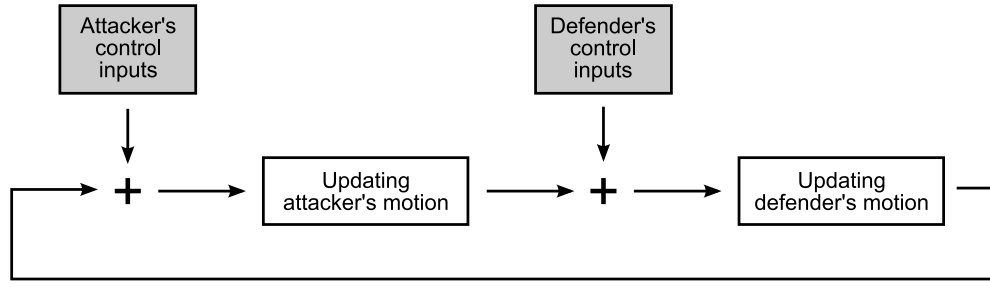 Attacker's
control
inputs
Defender's
control
inputs
+
+
Updating
attacker's motion
Updating
defender's motion